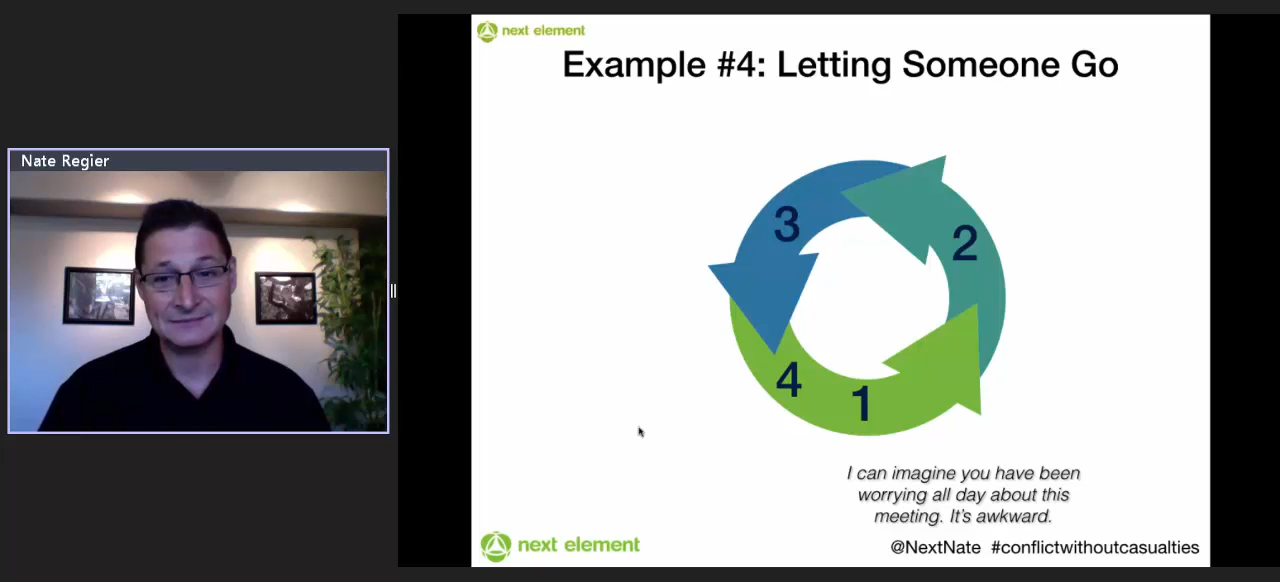 Nate Regier
next element
Example #4: Letting Someone Go
3
2
4
1
I can imagine you have been
worrying all day about this
meeting. It's awkward.
next element
@NextNate #conflictwithoutcasualties